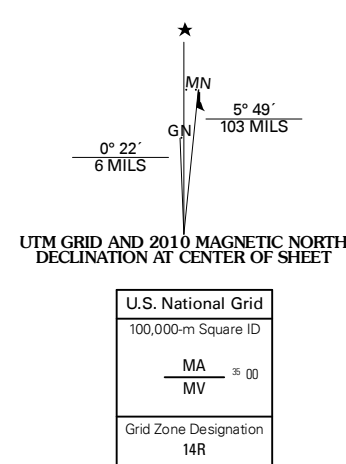 MN
GN
5° 49´
103 MILS
0° 22´
6 MILS
UTM GRID AND 2010 MAGNETIC NORTH
DECLINATION AT CENTER OF SHEET
U.S. National Grid
100,000-m Square ID
MA
35 00
MV
Grid Zone Designation
14R